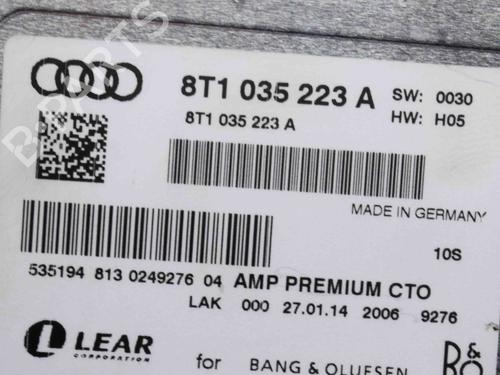 8T1 035 223 A SW: 0030
8T1 035 223 A HW: H05
MADE IN GERMANY
10S
535194 813 0249276 04 AMP PREMIUM CTO
LAK 000 27.01.14 2006 9276
LEAR
CORPORATION
for BANG & OLUFSEN
B&O
B-PARTS